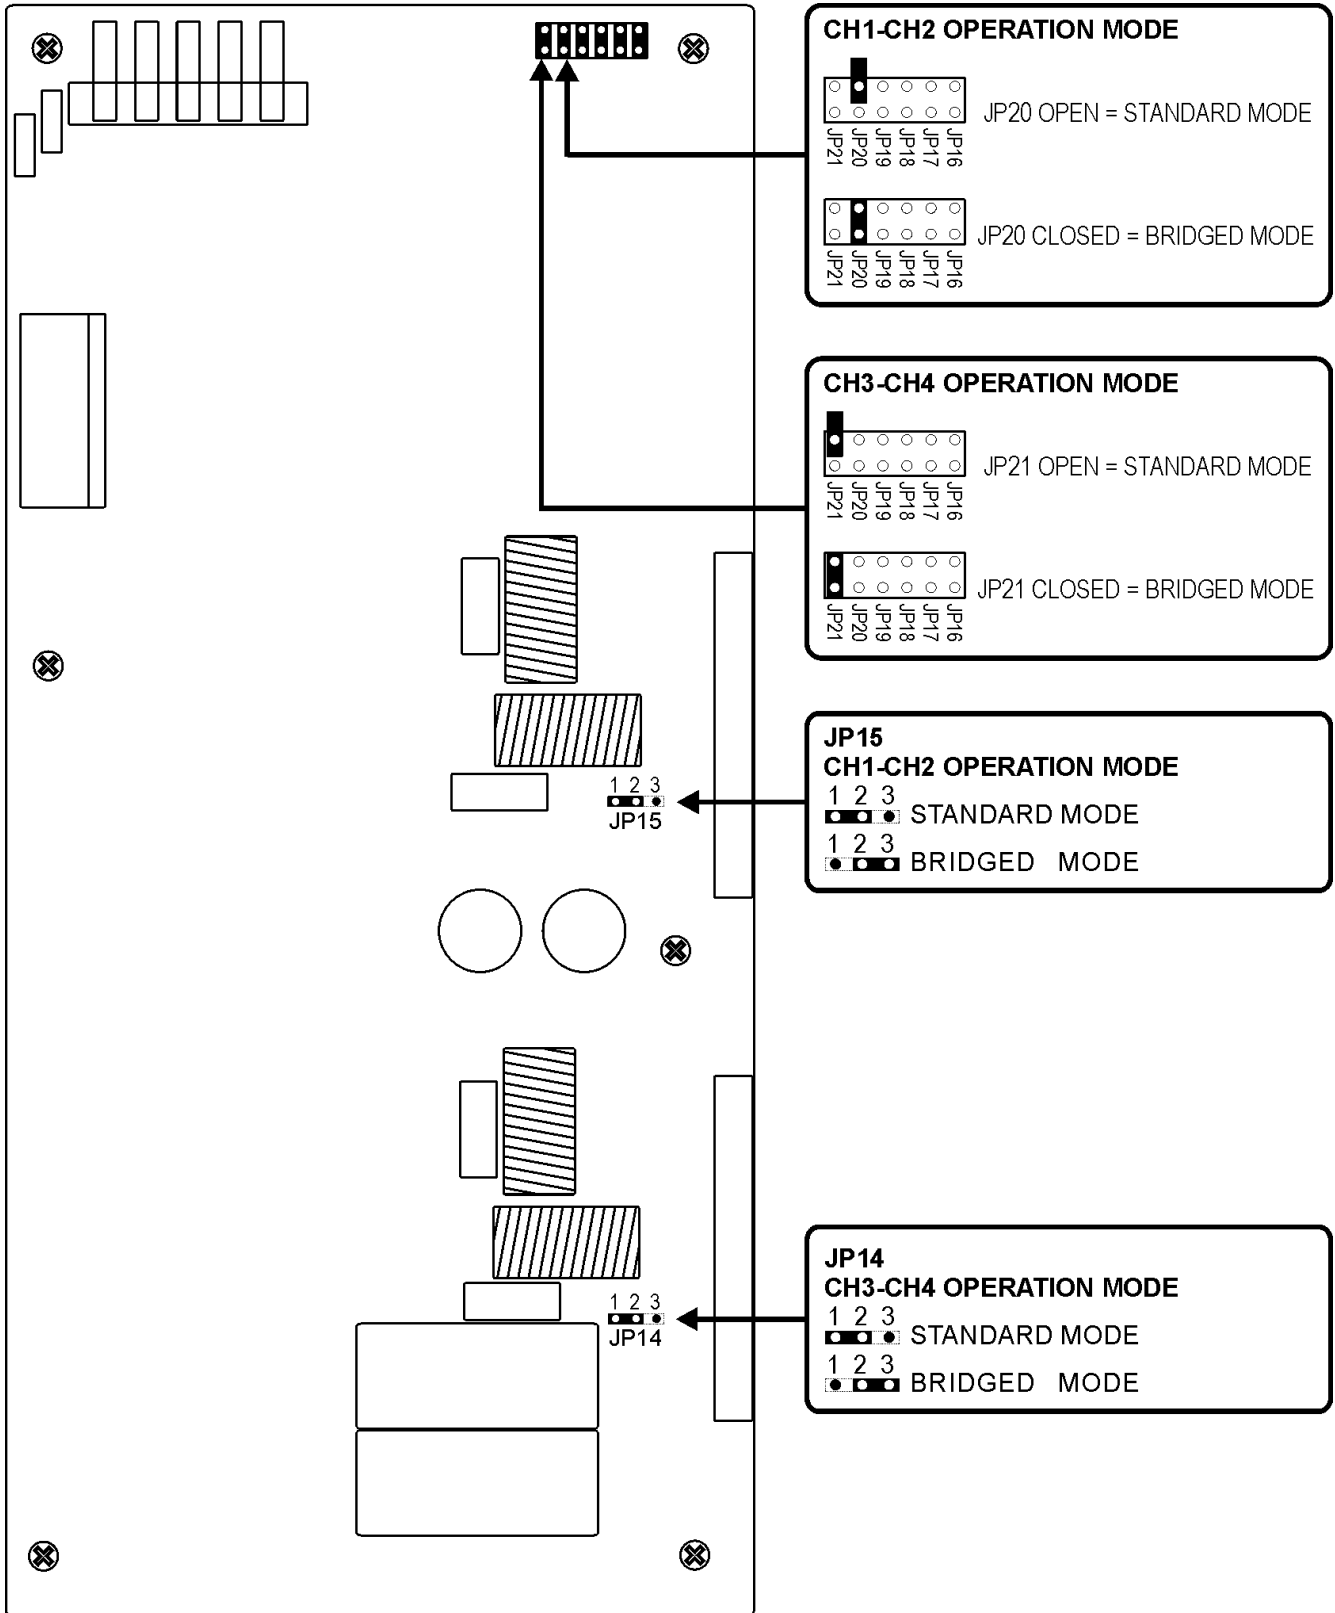 CH1-CH2 OPERATION MODE
JP20 OPEN = STANDARD MODE
JP21 JP20 JP19 JP18 JP17 JP16
JP20 CLOSED = BRIDGED MODE
JP21 JP20 JP19 JP18 JP17 JP16
CH3-CH4 OPERATION MODE
JP21 OPEN = STANDARD MODE
JP21 JP20 JP19 JP18 JP17 JP16
JP21 CLOSED = BRIDGED MODE
JP21 JP20 JP19 JP18 JP17 JP16
1 2 3
JP15
JP15
CH1-CH2 OPERATION MODE
1 2 3
STANDARD MODE
1 2 3
BRIDGED MODE
1 2 3
JP14
JP14
CH3-CH4 OPERATION MODE
1 2 3
STANDARD MODE
1 2 3
BRIDGED MODE